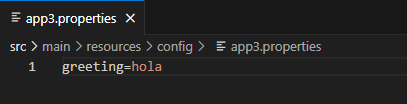 app3.properties
src > main > resources > config > app3.properties
1 greeting=hola